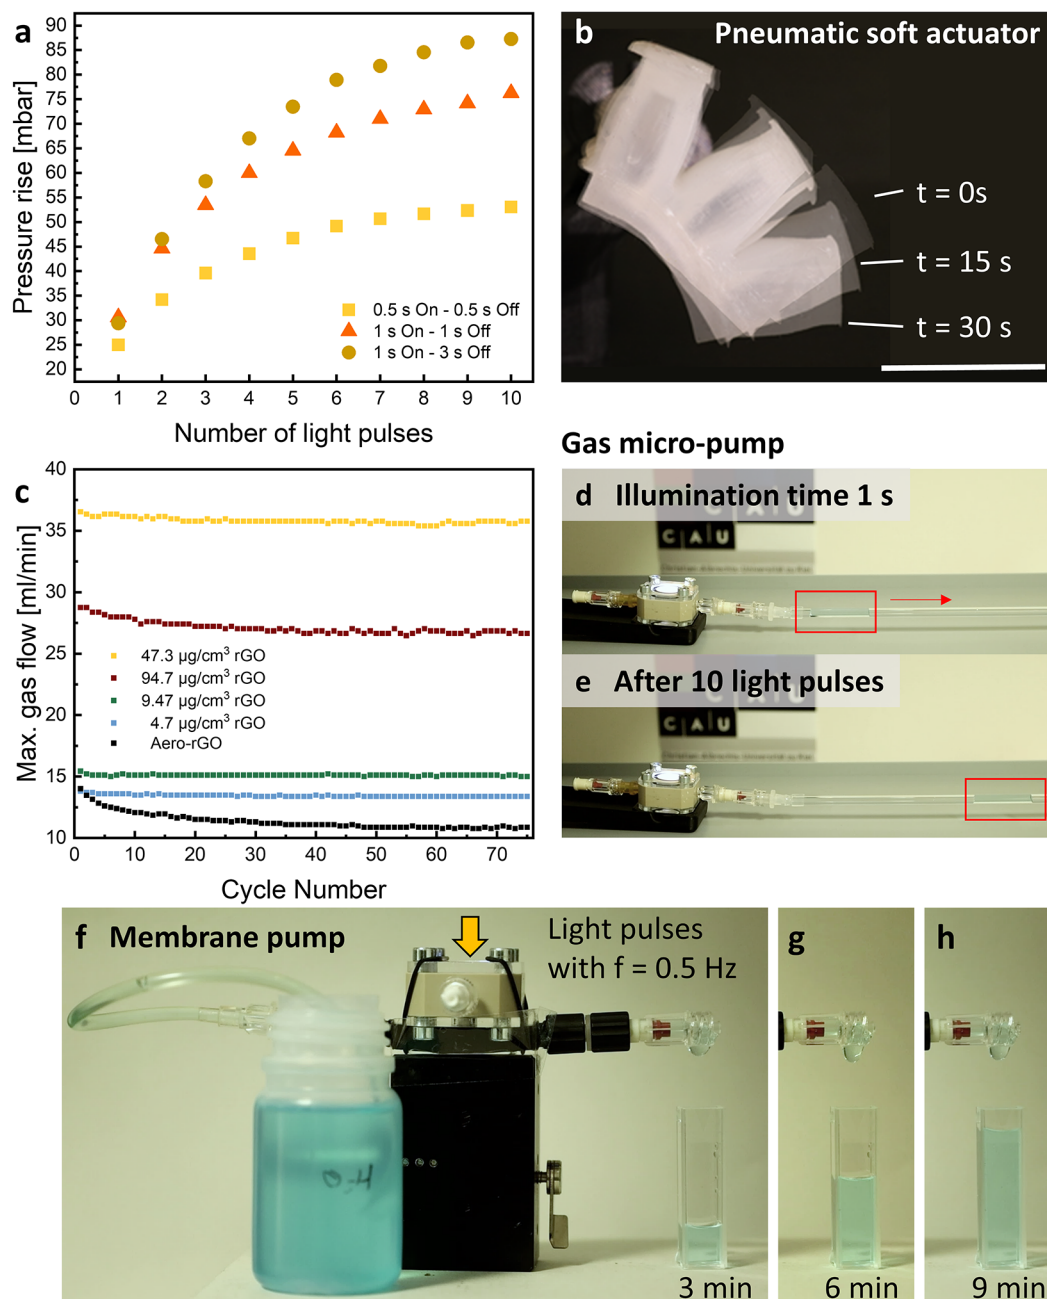 a
90
85
80
75
70
65
60
55
50
45
40
35
30
25
20
Pressure rise [mbar]
0.5 s On - 0.5 s Off
1 s On - 1 s Off
1 s On - 3 s Off
1 2 3 4 5 6 7 8 9 10
Number of light pulses
b Pneumatic soft actuator
t = 0s
t = 15 s
t = 30 s
c
40
35
30
25
20
15
10
Max. gas flow [ml/min]
47.3 µg/cm³ rGO
94.7 µg/cm³ rGO
9.47 µg/cm³ rGO
4.7 µg/cm³ rGO
Aero-rGO
0 10 20 30 40 50 60 70
Cycle Number
Gas micro-pump
d Illumination time 1 s
C A U
C A U
e After 10 light pulses
C A U
f Membrane pump
Light pulses
with f = 0.5 Hz
0-4
3 min
g
6 min
h
9 min